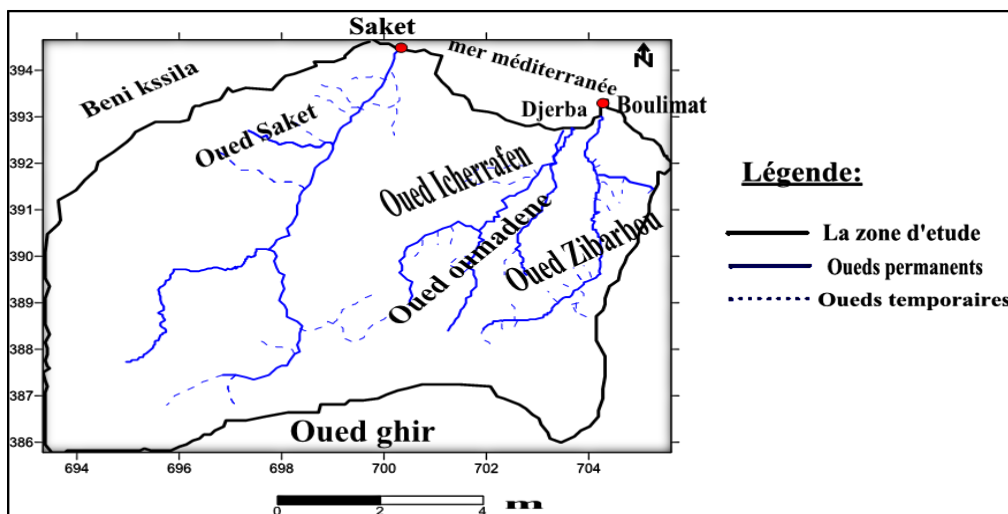 Saket
N
mer méditerranée
Beni kssila
Djerba
Boulimat
Oued Saket
Oued Icherrafen
Oued oumadene
Oued Zibarbou
Oued ghir
394
393
392
391
390
389
388
387
386
694
696
698
700
702
704
0
2
4
m
Légende:
La zone d'etude
Oueds permanents
Oueds temporaires